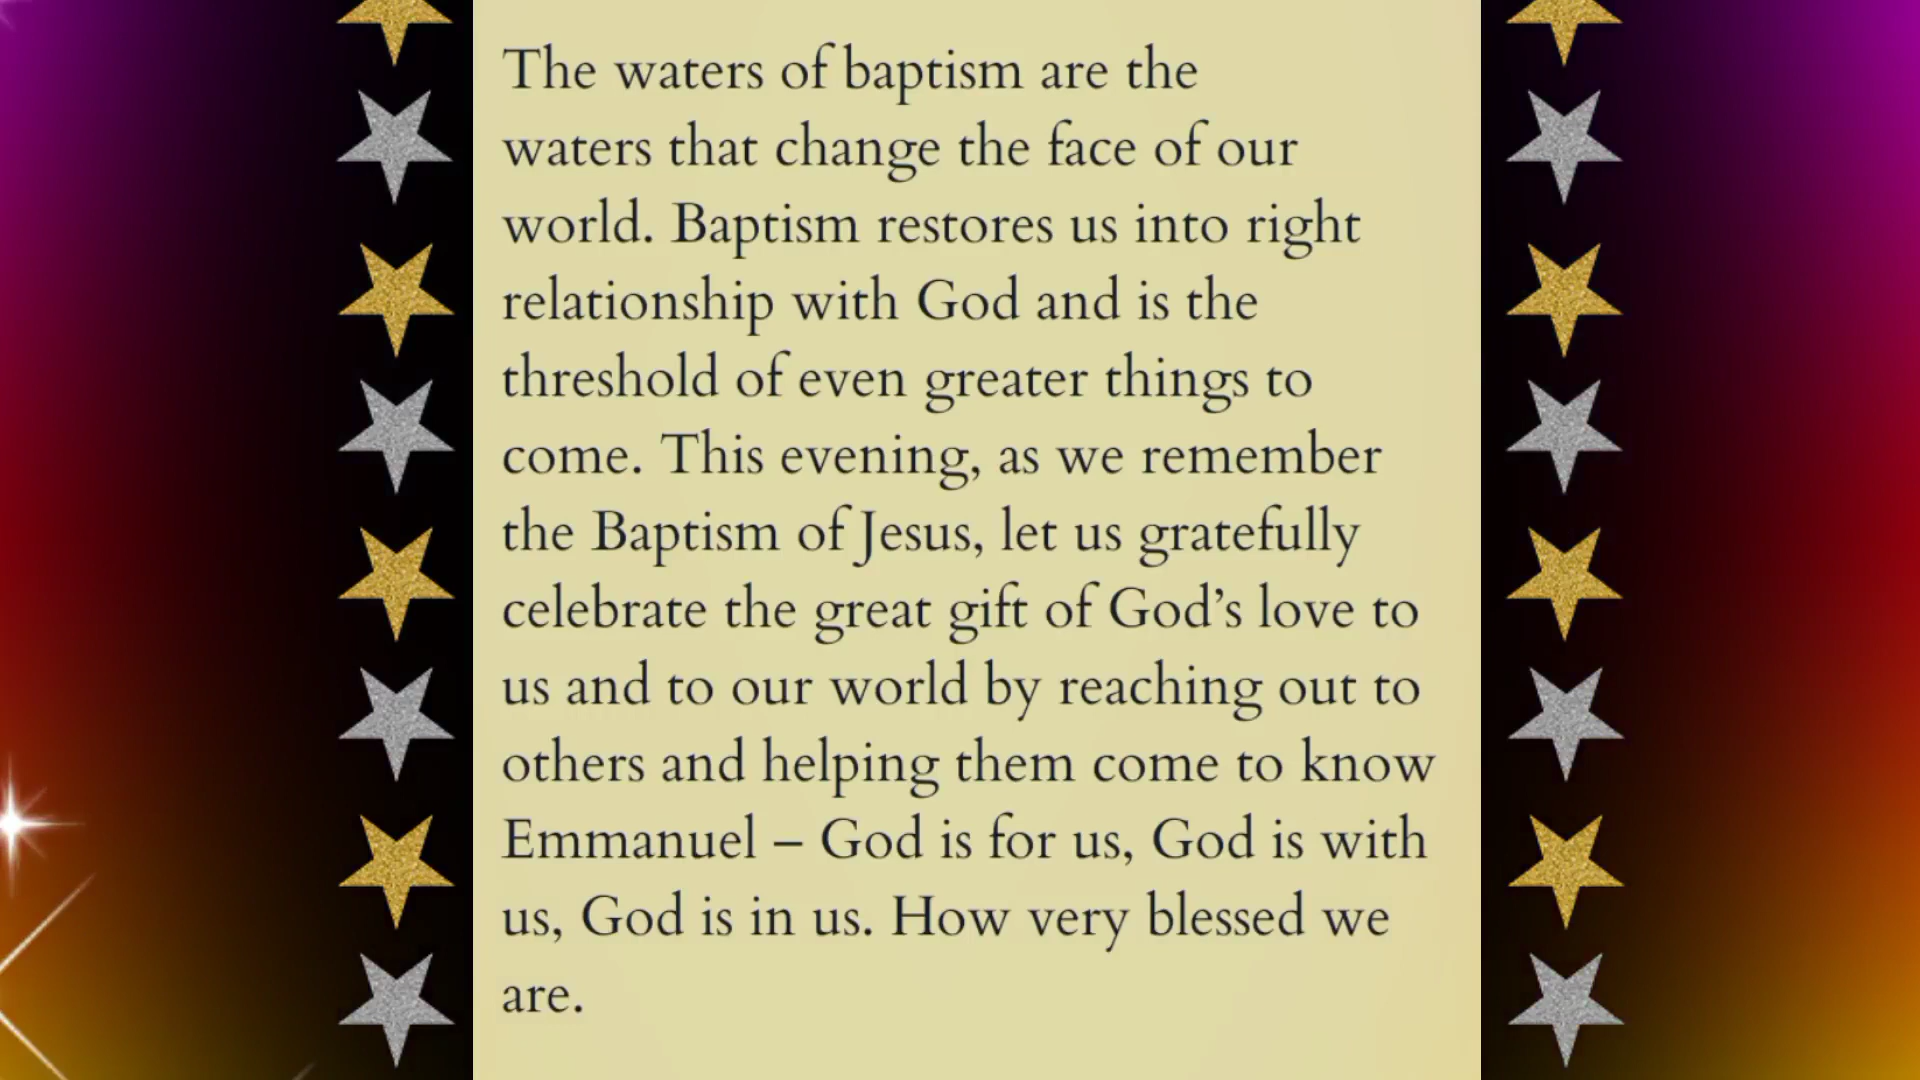 The waters of baptism are the
waters that change the face of our
world. Baptism restores us into right
relationship with God and is the
threshold of even greater things to
come. This evening, as we remember
the Baptism of Jesus, let us gratefully
celebrate the great gift of God’s love to
us and to our world by reaching out to
others and helping them come to know
Emmanuel – God is for us, God is with
us, God is in us. How very blessed we
are.